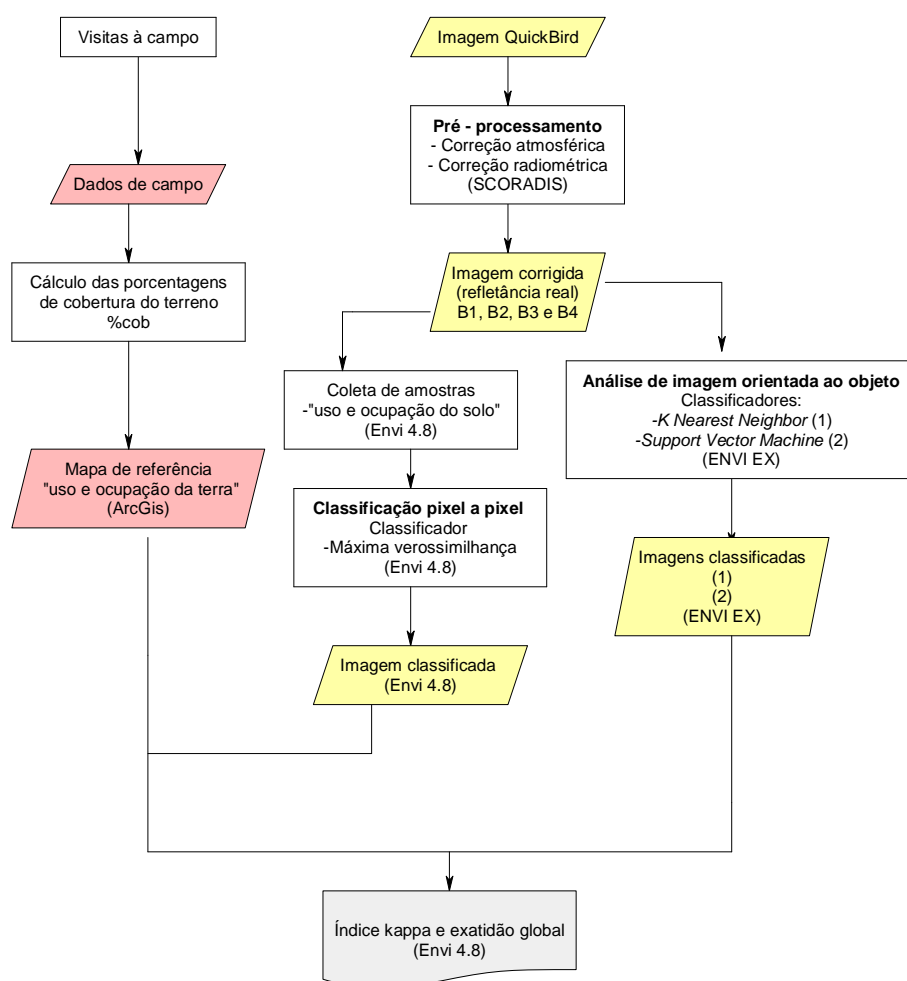 Visitas à campo
Imagem QuickBird
Pré - processamento
- Correção atmosférica
- Correção radiométrica
(SCORADIS)
Dados de campo
Cálculo das porcentagens
de cobertura do terreno
%cob
Imagem corrigida
(refletância real)
B1, B2, B3 e B4
Coleta de amostras
-"uso e ocupação do solo"
(Envi 4.8)
Análise de imagem orientada ao objeto
Classificadores:
-K Nearest Neighbor (1)
-Support Vector Machine (2)
(ENVI EX)
Mapa de referência
"uso e ocupação da terra"
(ArcGis)
Classificação pixel a pixel
Classificador
-Máxima verossimilhança
(Envi 4.8)
Imagens classificadas
(1)
(2)
(ENVI EX)
Imagem classificada
(Envi 4.8)
Índice kappa e exatidão global
(Envi 4.8)